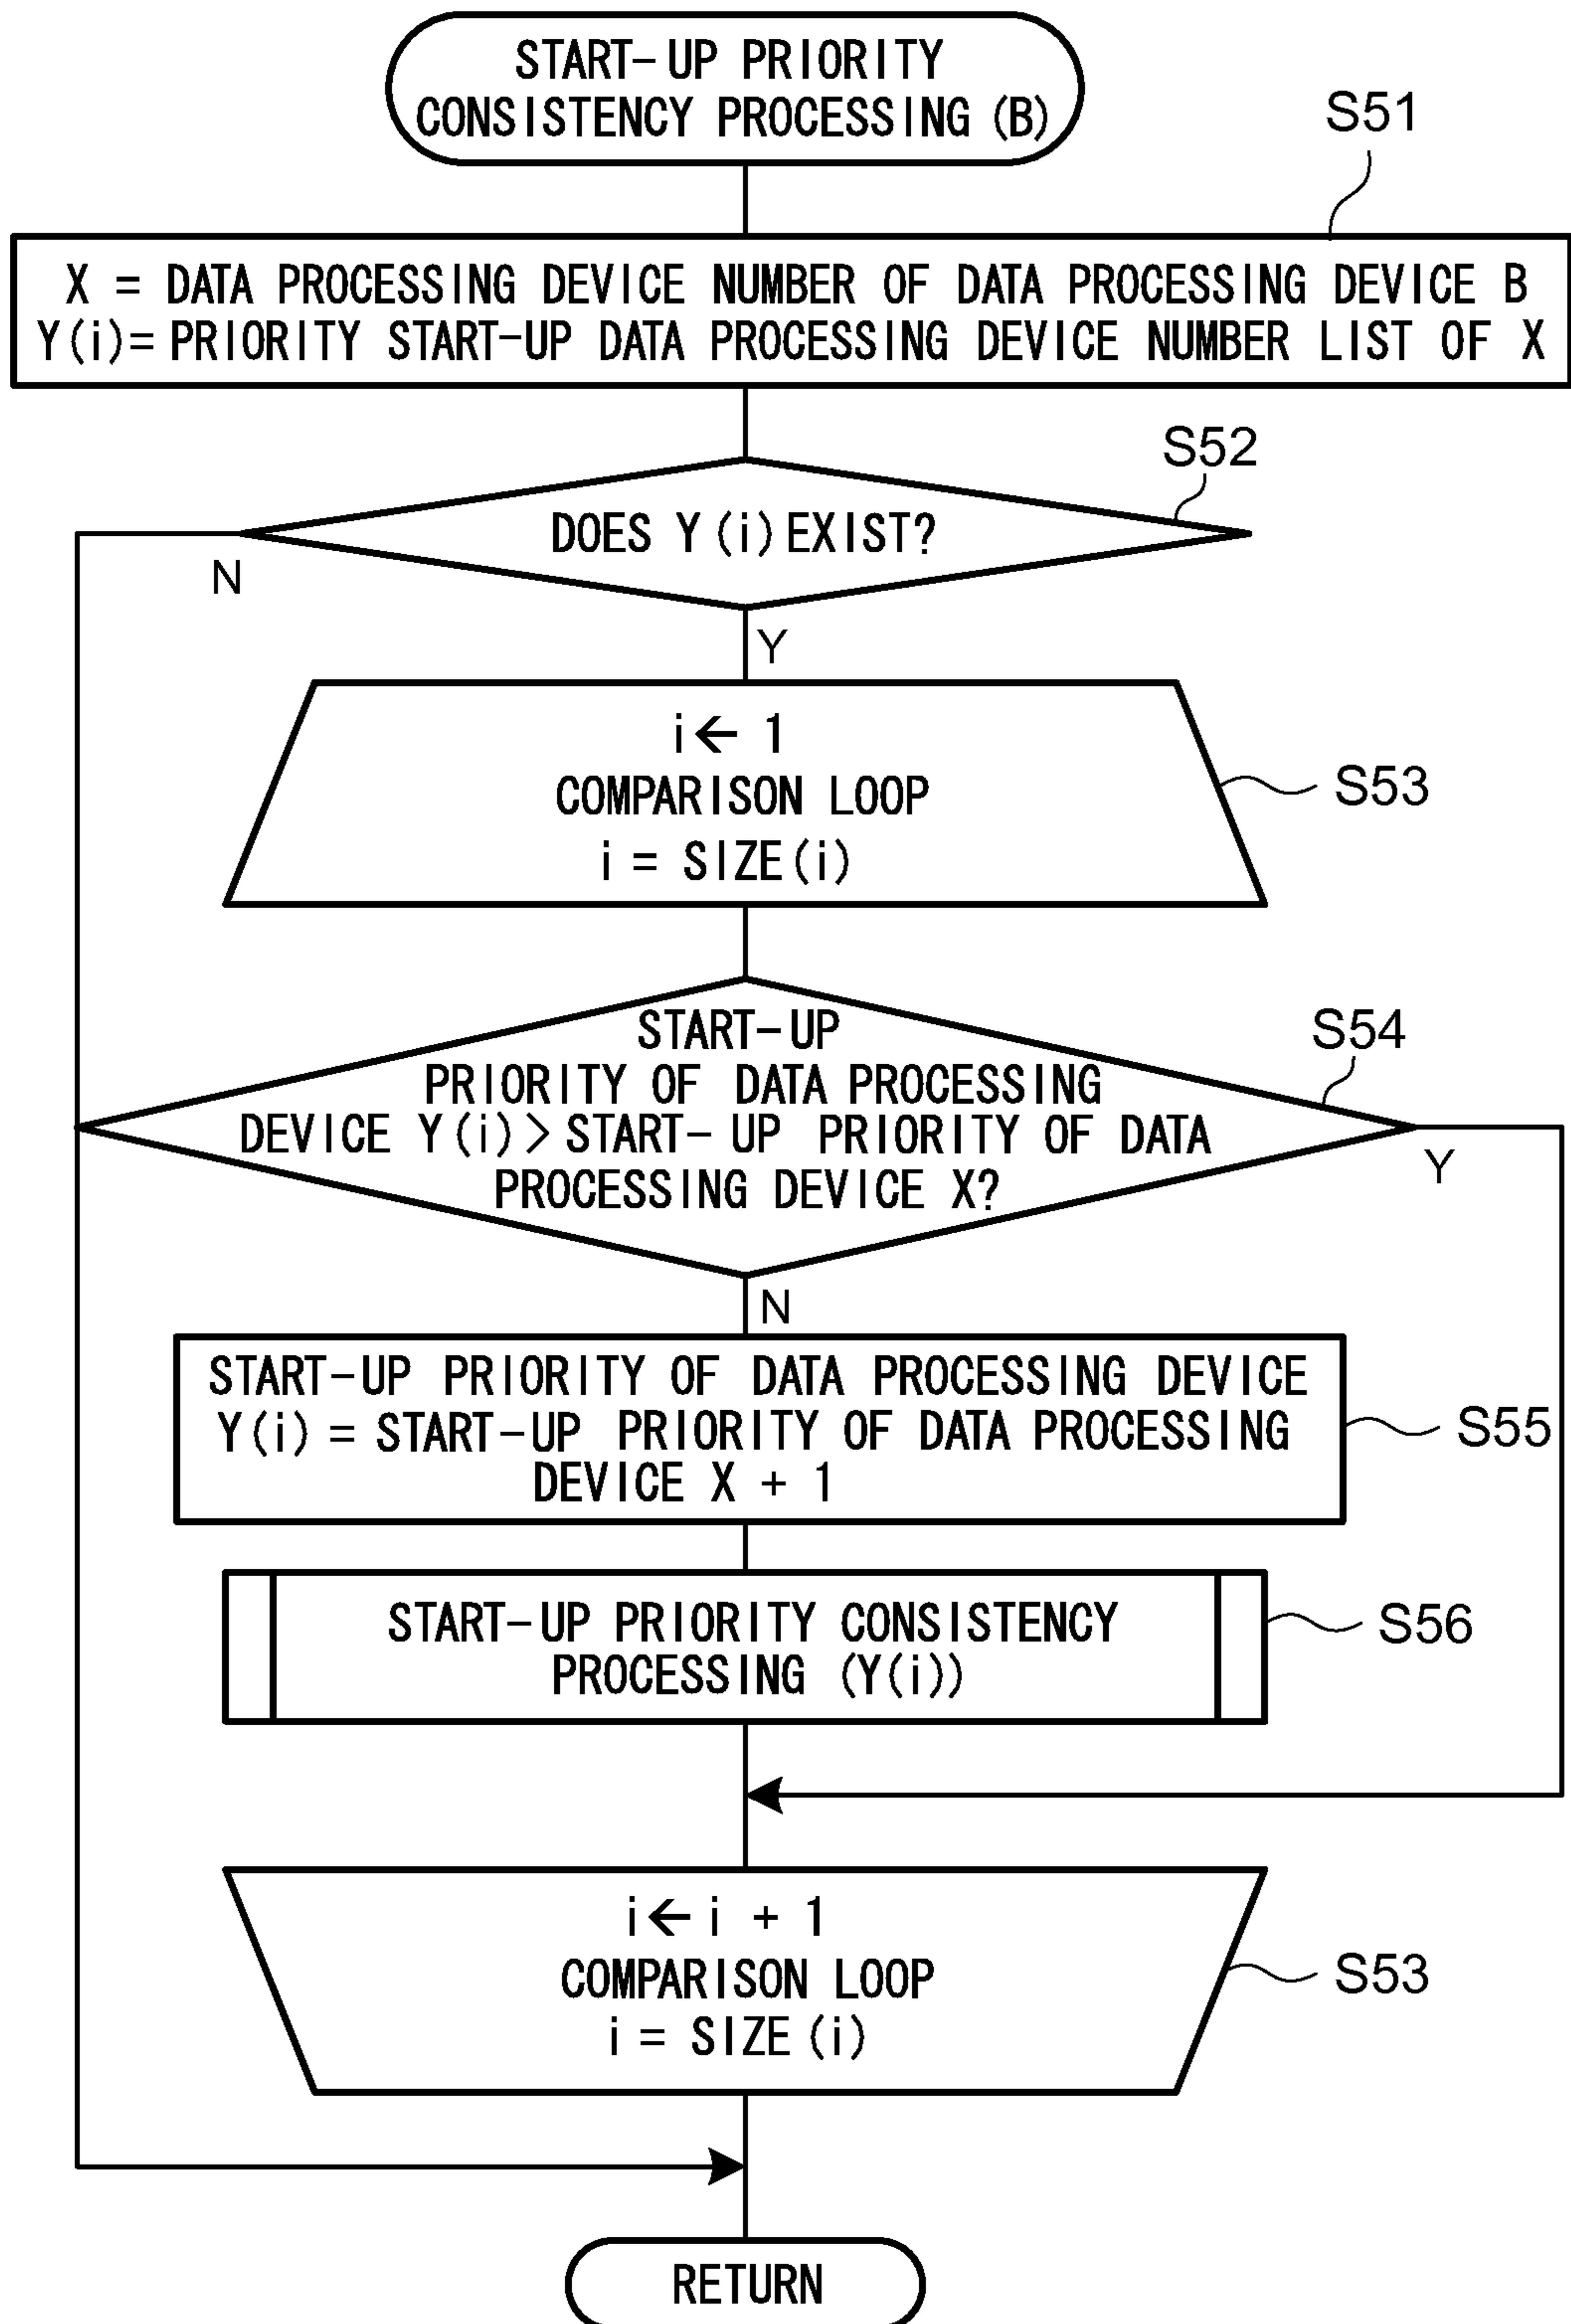 START-UP PRIORITY
CONSISTENCY PROCESSING (B)
S51
X = DATA PROCESSING DEVICE NUMBER OF DATA PROCESSING DEVICE B
Y(i)= PRIORITY START-UP DATA PROCESSING DEVICE NUMBER LIST OF X
S52
DOES Y(i) EXIST?
N
Y
i← 1
COMPARISON LOOP
i = SIZE(i)
S53
START-UP
PRIORITY OF DATA PROCESSING
DEVICE Y(i) > START-UP PRIORITY OF DATA
PROCESSING DEVICE X?
S54
Y
N
START-UP PRIORITY OF DATA PROCESSING DEVICE
Y(i) = START-UP PRIORITY OF DATA PROCESSING
DEVICE X + 1
S55
START-UP PRIORITY CONSISTENCY
PROCESSING (Y(i))
S56
i← i + 1
COMPARISON LOOP
i = SIZE(i)
S53
RETURN